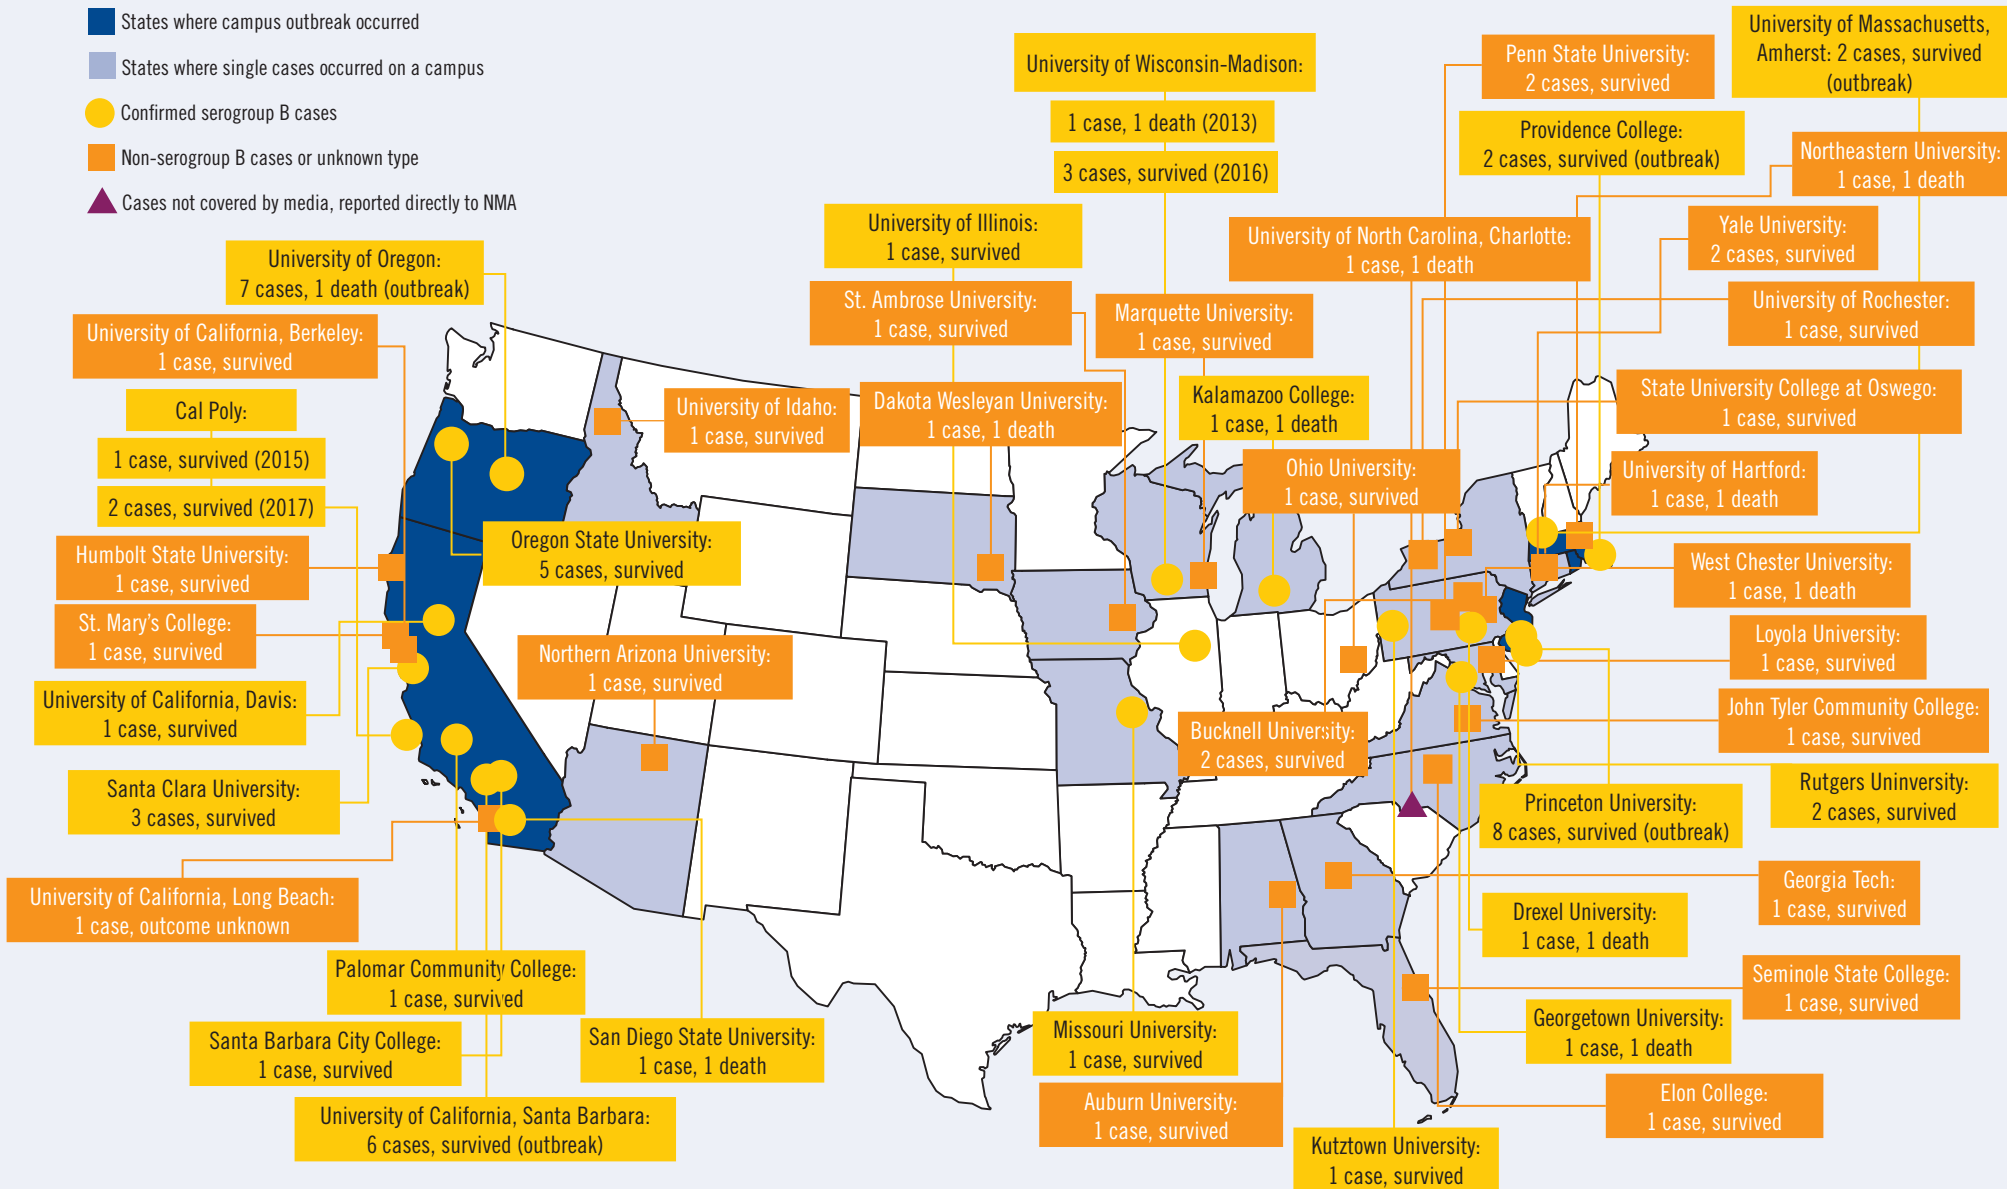 States where campus outbreak occurred
States where single cases occurred on a campus
Confirmed serogroup B cases
Non-serogroup B cases or unknown type
Cases not covered by media, reported directly to NMA
University of Oregon:
7 cases, 1 death (outbreak)
University of California, Berkeley:
1 case, survived
Cal Poly:
1 case, survived (2015)
2 cases, survived (2017)
Humbolt State University:
1 case, survived
St. Mary's College:
1 case, survived
University of California, Davis:
1 case, survived
Santa Clara University:
3 cases, survived
University of California, Long Beach:
1 case, outcome unknown
Palomar Community College:
1 case, survived
Santa Barbara City College:
1 case, survived
University of California, Santa Barbara:
6 cases, survived (outbreak)
San Diego State University:
1 case, 1 death
Oregon State University:
5 cases, survived
Northern Arizona University:
1 case, survived
University of Idaho:
1 case, survived
University of Wisconsin-Madison:
1 case, 1 death (2013)
3 cases, survived (2016)
University of Illinois:
1 case, survived
St. Ambrose University:
1 case, survived
Marquette University:
1 case, survived
Dakota Wesleyan University:
1 case, 1 death
Kalamazoo College:
1 case, 1 death
Ohio University:
1 case, survived
Bucknell University:
2 cases, survived
Missouri University:
1 case, survived
Auburn University:
1 case, survived
Kutztown University:
1 case, survived
Penn State University:
2 cases, survived
University of Massachusetts,
Amherst: 2 cases, survived
(outbreak)
Providence College:
2 cases, survived (outbreak)
Northeastern University:
1 case, 1 death
University of North Carolina, Charlotte:
1 case, 1 death
Yale University:
2 cases, survived
University of Rochester:
1 case, survived
State University College at Oswego:
1 case, survived
University of Hartford:
1 case, 1 death
West Chester University:
1 case, 1 death
Loyola University:
1 case, survived
John Tyler Community College:
1 case, survived
Rutgers Uninversity:
2 cases, survived
Princeton University:
8 cases, survived (outbreak)
Georgia Tech:
1 case, survived
Drexel University:
1 case, 1 death
Seminole State College:
1 case, survived
Georgetown University:
1 case, 1 death
Elon College:
1 case, survived